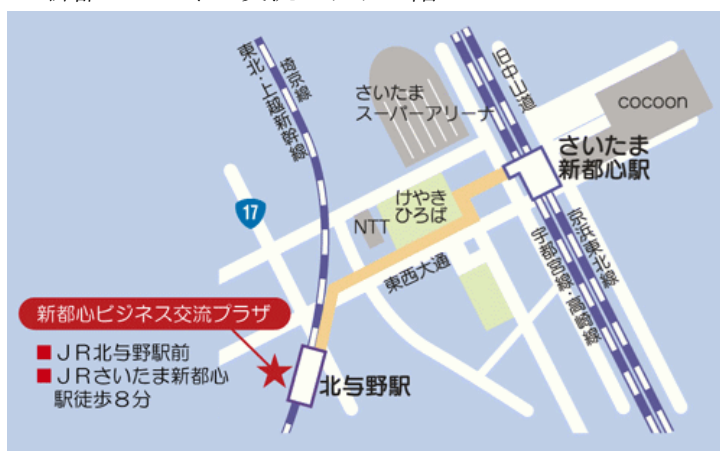 東北・上越新幹線
埼京線
旧中山道
さいたま
スーパーアリーナ
cocoon
さいたま
新都心駅
けやき
ひろば
NTT
17
東西大通
京浜東北線
宇都宮線・高崎線
新都心ビジネス交流プラザ
■ＪＲ北与野駅前
■ＪＲさいたま新都心
駅徒歩８分
北与野駅